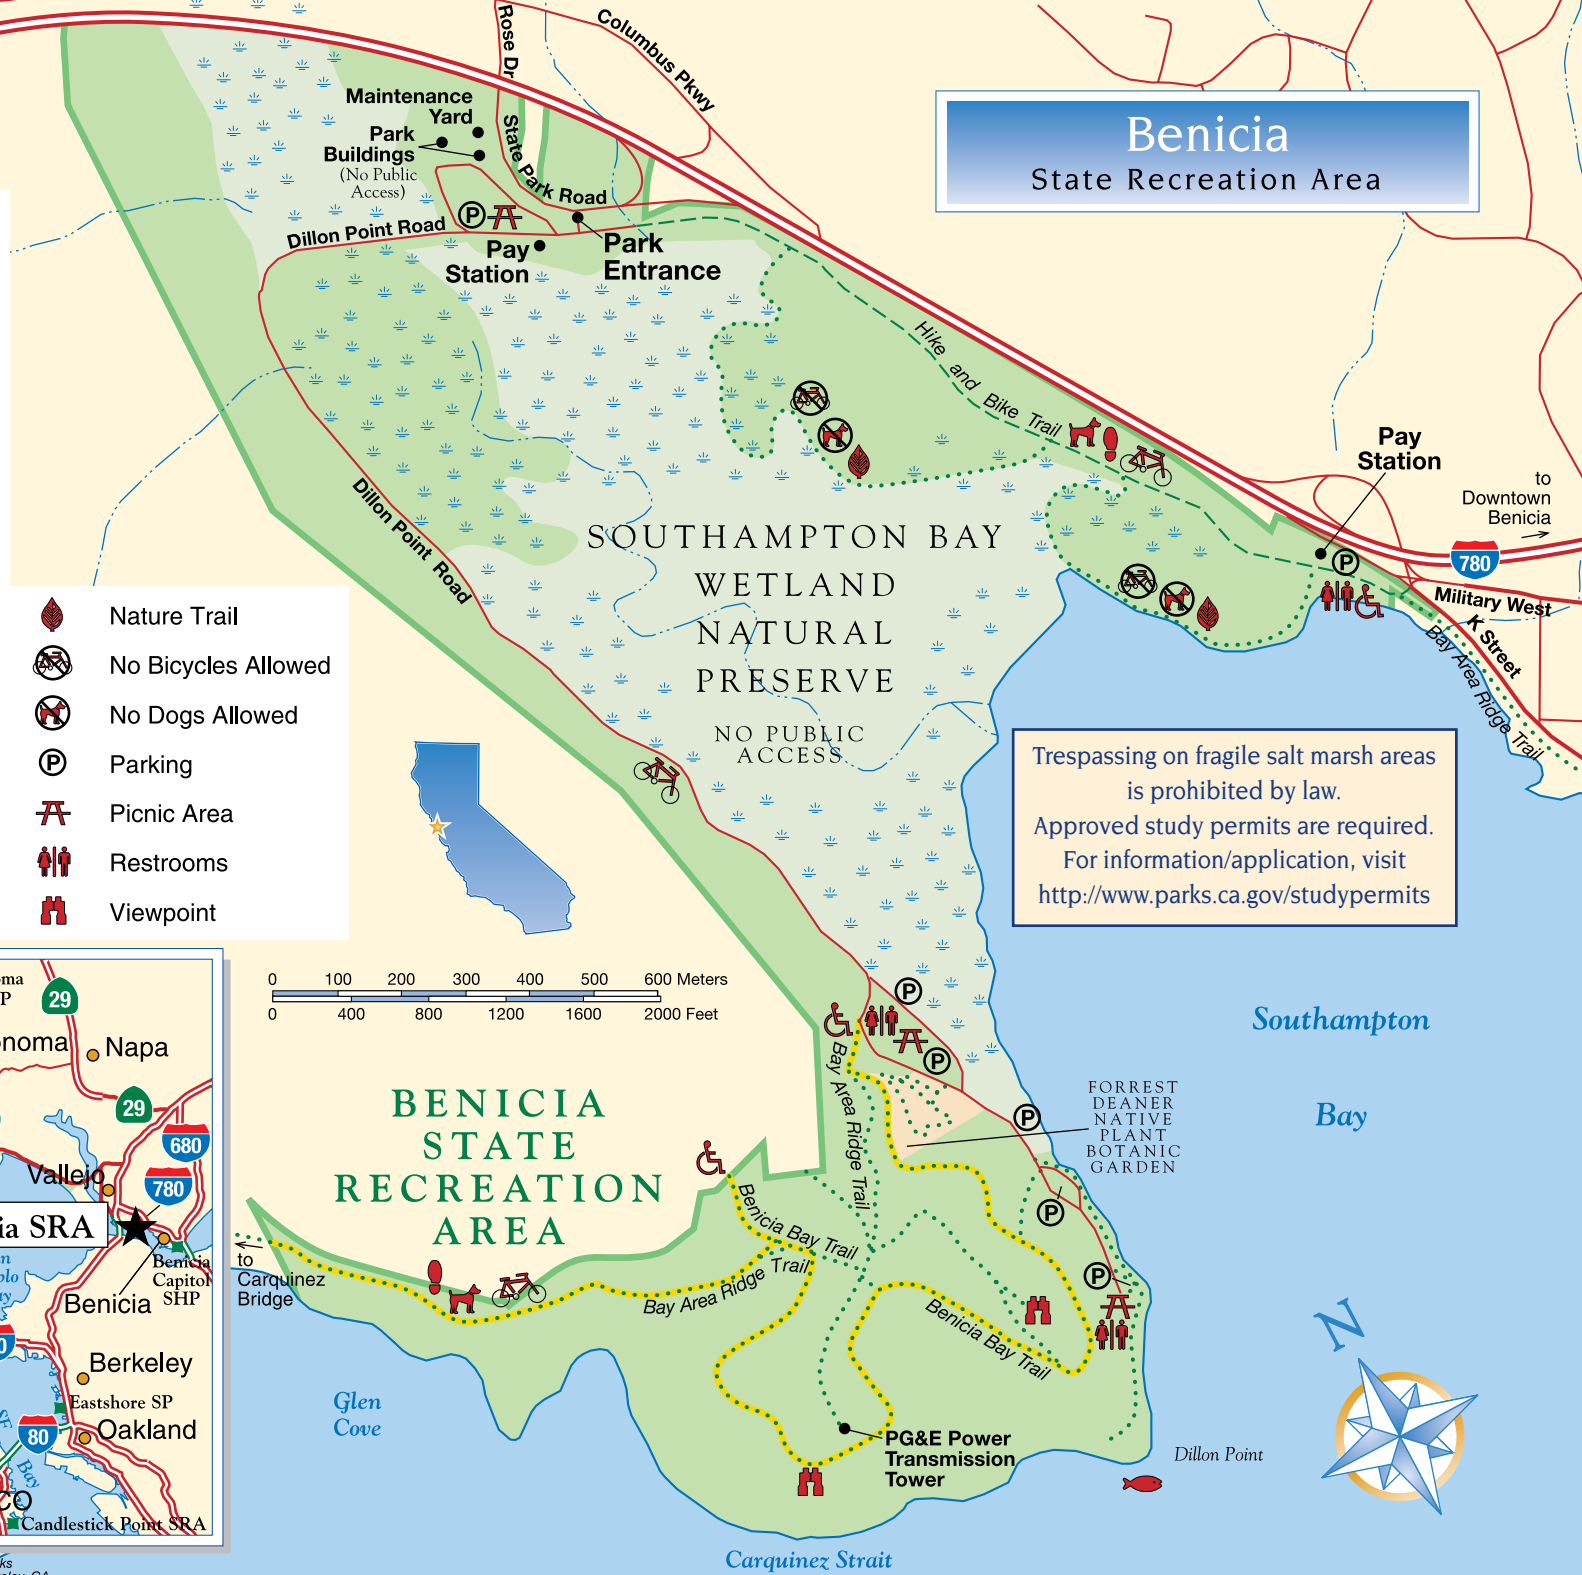 Benicia
State Recreation Area
Rose Dr
Columbus Pkwy
Maintenance
Yard
Park
Buildings
(No Public
Access)
State Park Road
P
Dillon Point Road
Pay
Station
Park
Entrance
Hike and Bike Trail
Pay
Station
to
Downtown
Benicia
P
780
Military West
K Street
Bay Area Ridge Trail
Dillon Point Road
SOUTHAMPTON BAY
WETLAND
NATURAL
PRESERVE
NO PUBLIC
ACCESS
Nature Trail
No Bicycles Allowed
No Dogs Allowed
P Parking
Picnic Area
Restrooms
Viewpoint
Trespassing on fragile salt marsh areas
is prohibited by law.
Approved study permits are required.
For information/application, visit
http://www.parks.ca.gov/studypermits
0 100 200 300 400 500 600 Meters
0 400 800 1200 1600 2000 Feet
P
P
P
P
P
Southampton
Bay
BENICIA
STATE
RECREATION
AREA
FORREST
DEANER
NATIVE
PLANT
BOTANIC
GARDEN
Bay Area Ridge Trail
Benicia Bay Trail
Bay Area Ridge Trail
Benicia Bay Trail
to
Carquinez
Bridge
Glen
Cove
PG&E Power
Transmission
Tower
Dillon Point
Carquinez Strait
N
29
Napa
29
680
Vallejo
780
ia SRA
Benicia
Capitol
SHP
Benicia
Berkeley
Eastshore SP
80
Oakland
Bay
CO
Candlestick Point SRA